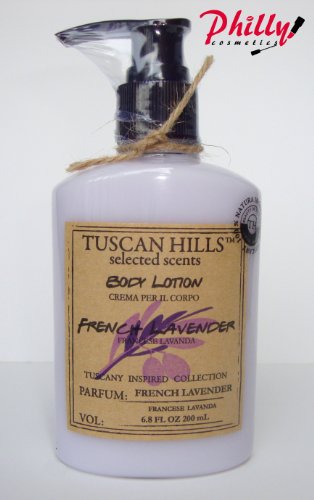 Philly!
cosmetics
TUSCAN HILLS™
selected scents
BODY LOTION
CREMA PER IL CORPO
FRENCH LAVENDER
FRANCESE LAVANDA
TUSCANY INSPIRED COLLECTION
PARFUM: FRENCH LAVENDER
FRANCESE LAVANDA
VOL: 6.8 FL OZ 200 mL